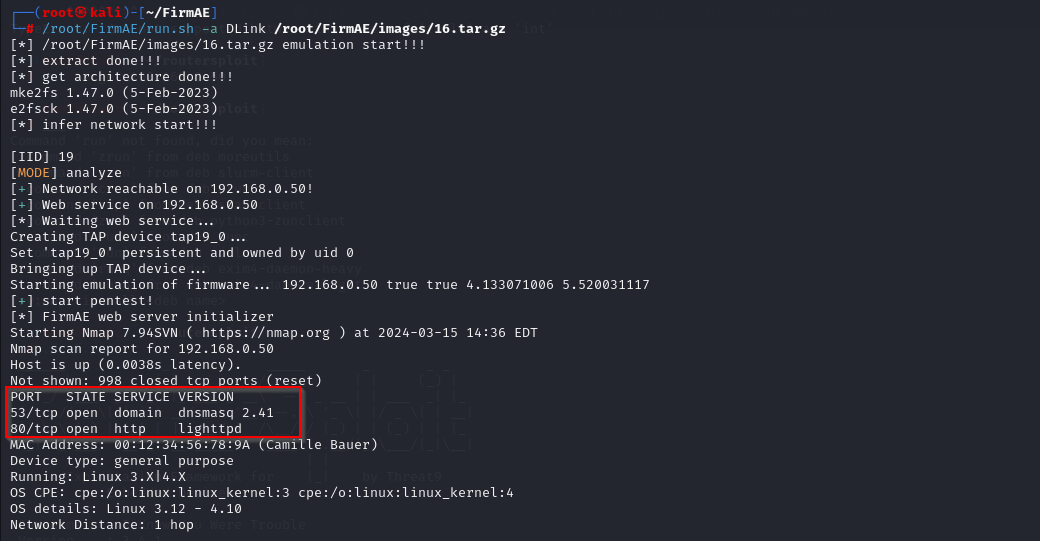 ┌──(root㉿kali)-[~/FirmAE]
└─# /root/FirmAE/run.sh -a DLink /root/FirmAE/images/16.tar.gz
[*] /root/FirmAE/images/16.tar.gz emulation start!!!
[*] extract done!!!
[*] get architecture done!!!
mke2fs 1.47.0 (5-Feb-2023)
e2fsck 1.47.0 (5-Feb-2023)
[*] infer network start!!!
Command 'run' not found, did you mean:
[IID] 19
[MODE] analyze
[+] Network reachable on 192.168.0.50!
[+] Web service on 192.168.0.50
[*] Waiting web service...
Creating TAP device tap19_0...
Set 'tap19_0' persistent and owned by uid 0
Bringing up TAP device...
Starting emulation of firmware... 192.168.0.50 true true 4.133071006 5.520031117
[+] start pentest!
[*] FirmAE web server initializer
Starting Nmap 7.94SVN ( https://nmap.org ) at 2024-03-15 14:36 EDT
Nmap scan report for 192.168.0.50
Host is up (0.0038s latency).
Not shown: 998 closed tcp ports (reset)
PORT   STATE SERVICE VERSION
53/tcp open  domain  dnsmasq 2.41
80/tcp open  http    lighttpd
MAC Address: 00:12:34:56:78:9A (Camille Bauer)
Device type: general purpose
Running: Linux 3.X|4.X
by Threat9
OS CPE: cpe:/o:linux:linux_kernel:3 cpe:/o:linux:linux_kernel:4
OS details: Linux 3.12 - 4.10
Network Distance: 1 hop